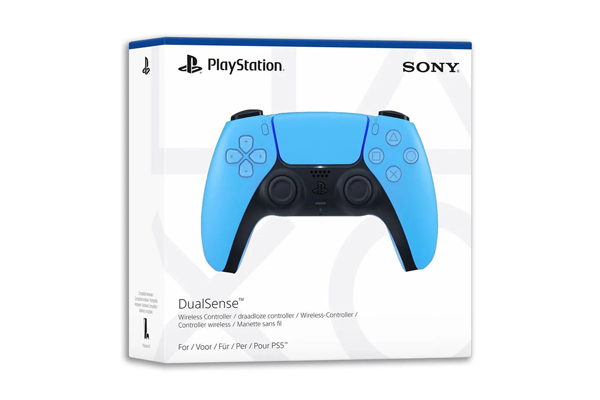 PlayStation.
SONY
DualSense™
Wireless Controller / draadloze controller / Wireless-Controller /
Controller wireless / Manette sans fil
For / Voor / Für / Per / Pour PS5™